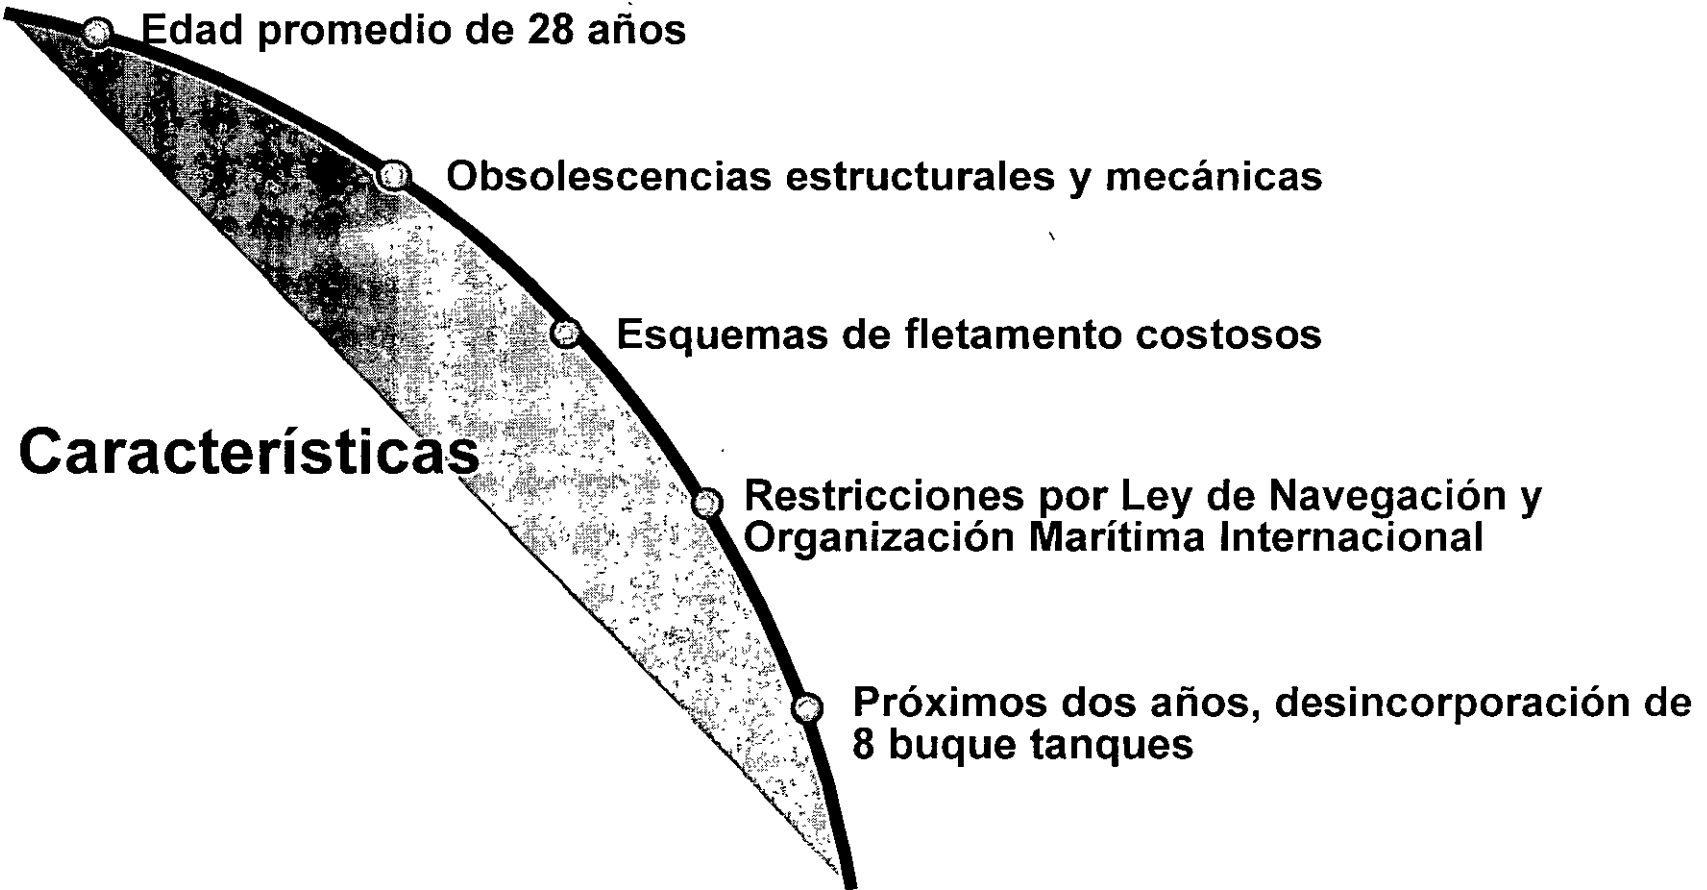 Edad promedio de 28 años
Obsolescencias estructurales y mecánicas
Esquemas de fletamento costosos
Características
Restricciones por Ley de Navegación y
Organización Marítima Internacional
Próximos dos años, desincorporación de
8 buque tanques